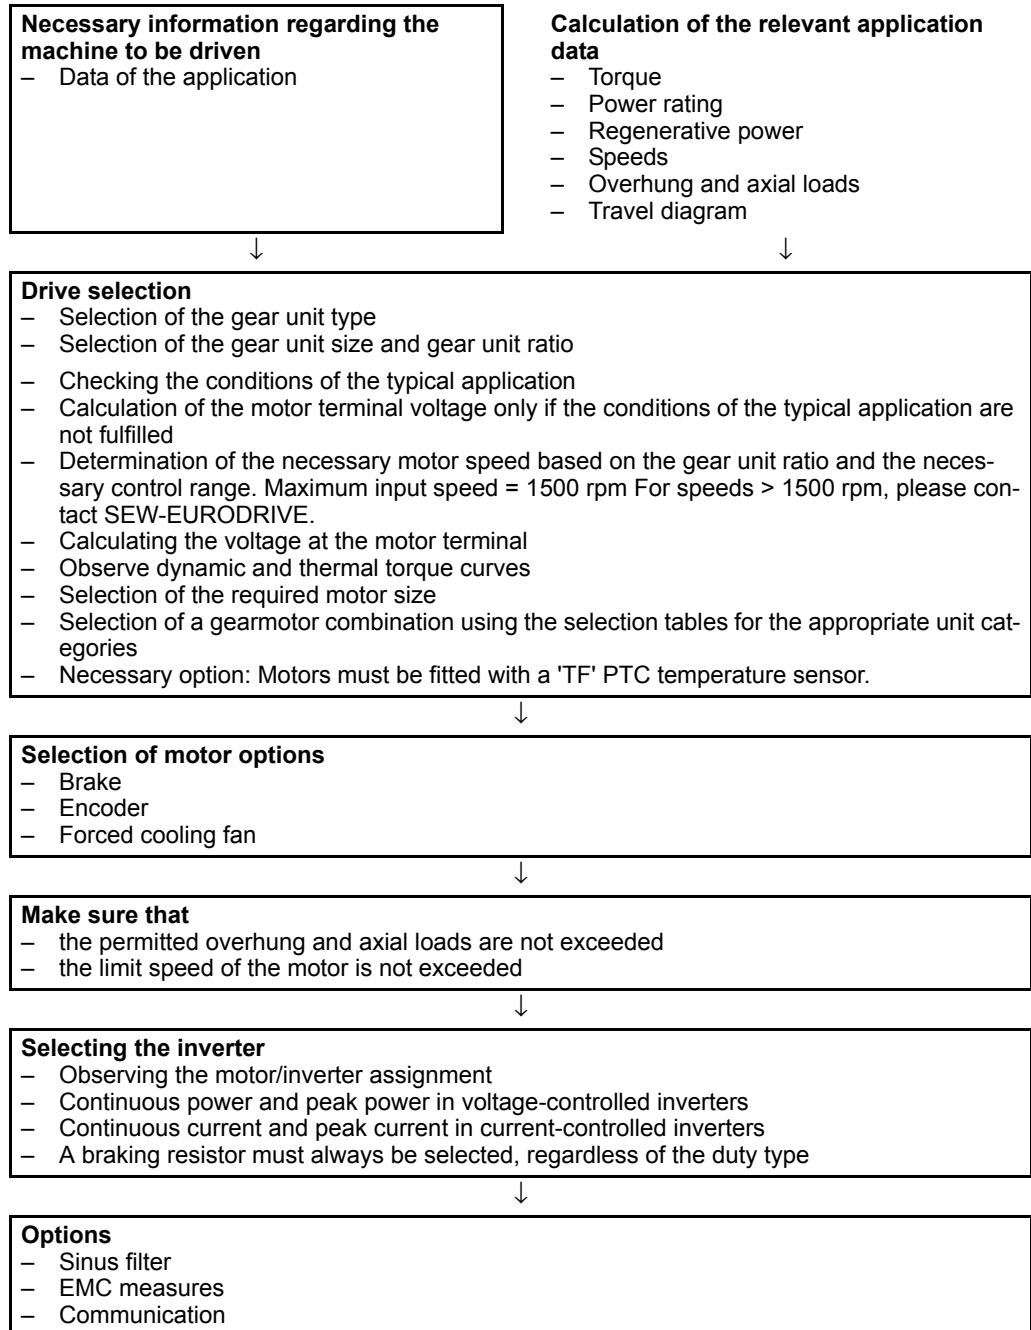 Necessary information regarding the
machine to be driven
– Data of the application
Calculation of the relevant application
data
– Torque
– Power rating
– Regenerative power
– Speeds
– Overhung and axial loads
– Travel diagram
↓ ↓
Drive selection
– Selection of the gear unit type
– Selection of the gear unit size and gear unit ratio
– Checking the conditions of the typical application
– Calculation of the motor terminal voltage only if the conditions of the typical application are
not fulfilled
– Determination of the necessary motor speed based on the gear unit ratio and the neces-
sary control range. Maximum input speed = 1500 rpm For speeds > 1500 rpm, please con-
tact SEW-EURODRIVE.
– Calculating the voltage at the motor terminal
– Observe dynamic and thermal torque curves
– Selection of the required motor size
– Selection of a gearmotor combination using the selection tables for the appropriate unit cat-
egories
– Necessary option: Motors must be fitted with a 'TF' PTC temperature sensor.
↓
Selection of motor options
– Brake
– Encoder
– Forced cooling fan
↓
Make sure that
– the permitted overhung and axial loads are not exceeded
– the limit speed of the motor is not exceeded
↓
Selecting the inverter
– Observing the motor/inverter assignment
– Continuous power and peak power in voltage-controlled inverters
– Continuous current and peak current in current-controlled inverters
– A braking resistor must always be selected, regardless of the duty type
↓
Options
– Sinus filter
– EMC measures
– Communication